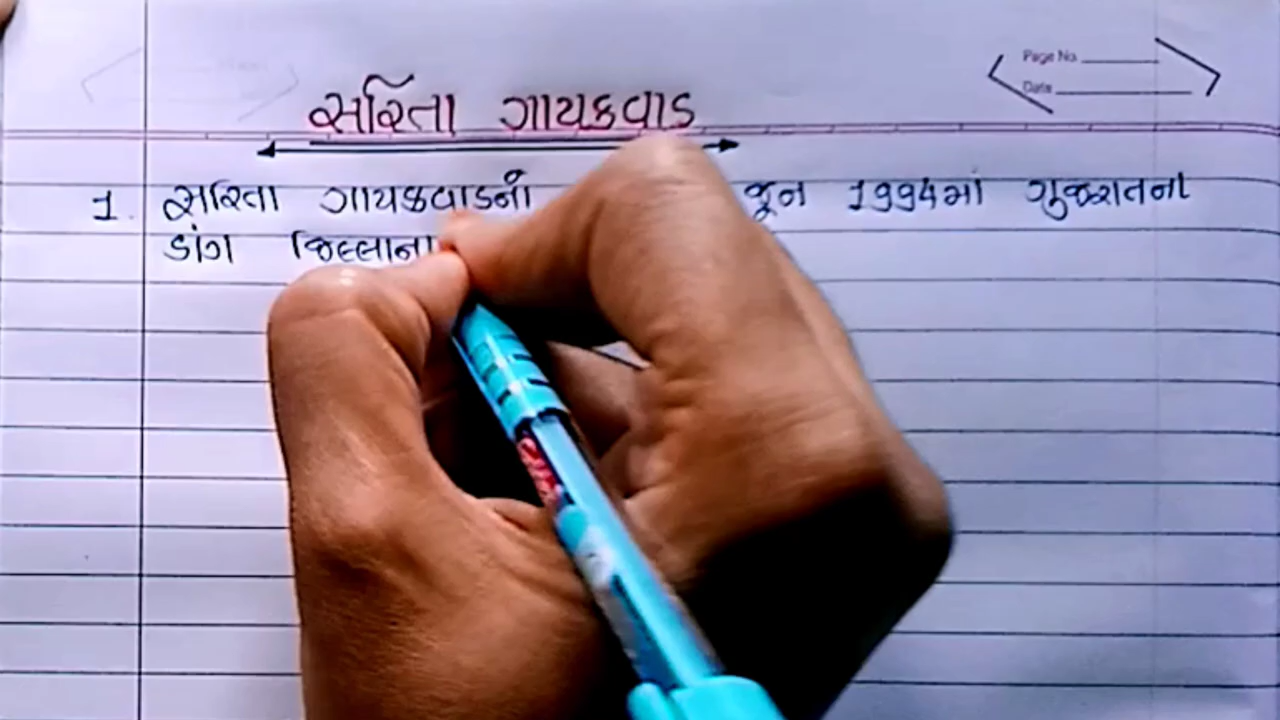 Page No.
Date
સરિતા ગાયકવાડ
1. સરિતા ગાયકવાડનો જૂન 1994માં ગુજરાતના
ડાંગ જિલ્લાના